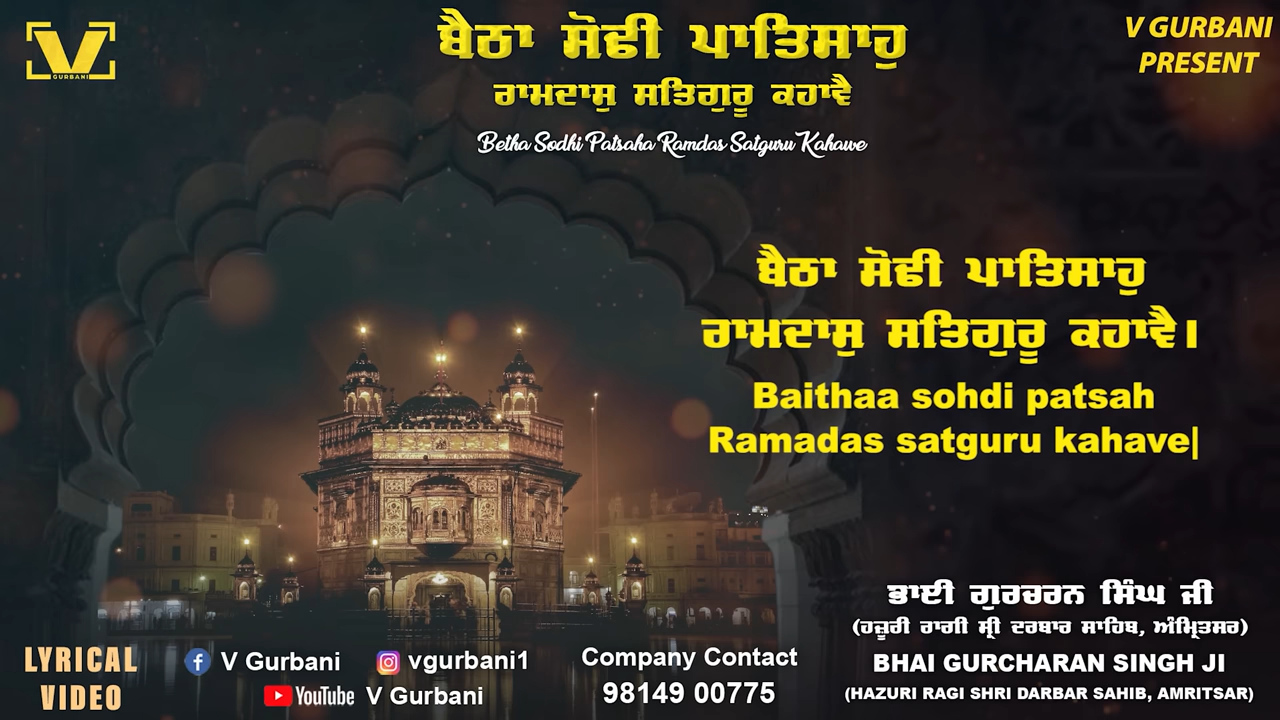 V
GURBANI
ਬੈਠਾ ਸੋਢੀ ਪਾਤਿਸਾਹੁ
ਰਾਮਦਾਸੁ ਸਤਿਗੁਰੂ ਕਹਾਵੈ
Betha Sodhi Patsaha Ramdas Satguru Kahawe
V GURBANI
PRESENT
ਬੈਠਾ ਸੋਢੀ ਪਾਤਿਸਾਹੁ
ਰਾਮਦਾਸੁ ਸਤਿਗੁਰੂ ਕਹਾਵੈ।
Baithaa sohdi patsah
Ramadas satguru kahave|
ਭਾਈ ਗੁਰਚਰਨ ਸਿੰਘ ਜੀ
(ਹਜ਼ੂਰੀ ਰਾਗੀ ਸ੍ਰੀ ਦਰਬਾਰ ਸਾਹਿਬ, ਅੰਮ੍ਰਿਤਸਰ)
BHAI GURCHARAN SINGH JI
(HAZURI RAGI SHRI DARBAR SAHIB, AMRITSAR)
LYRICAL
VIDEO
V Gurbani
vgurbani1
YouTube V Gurbani
Company Contact
98149 00775